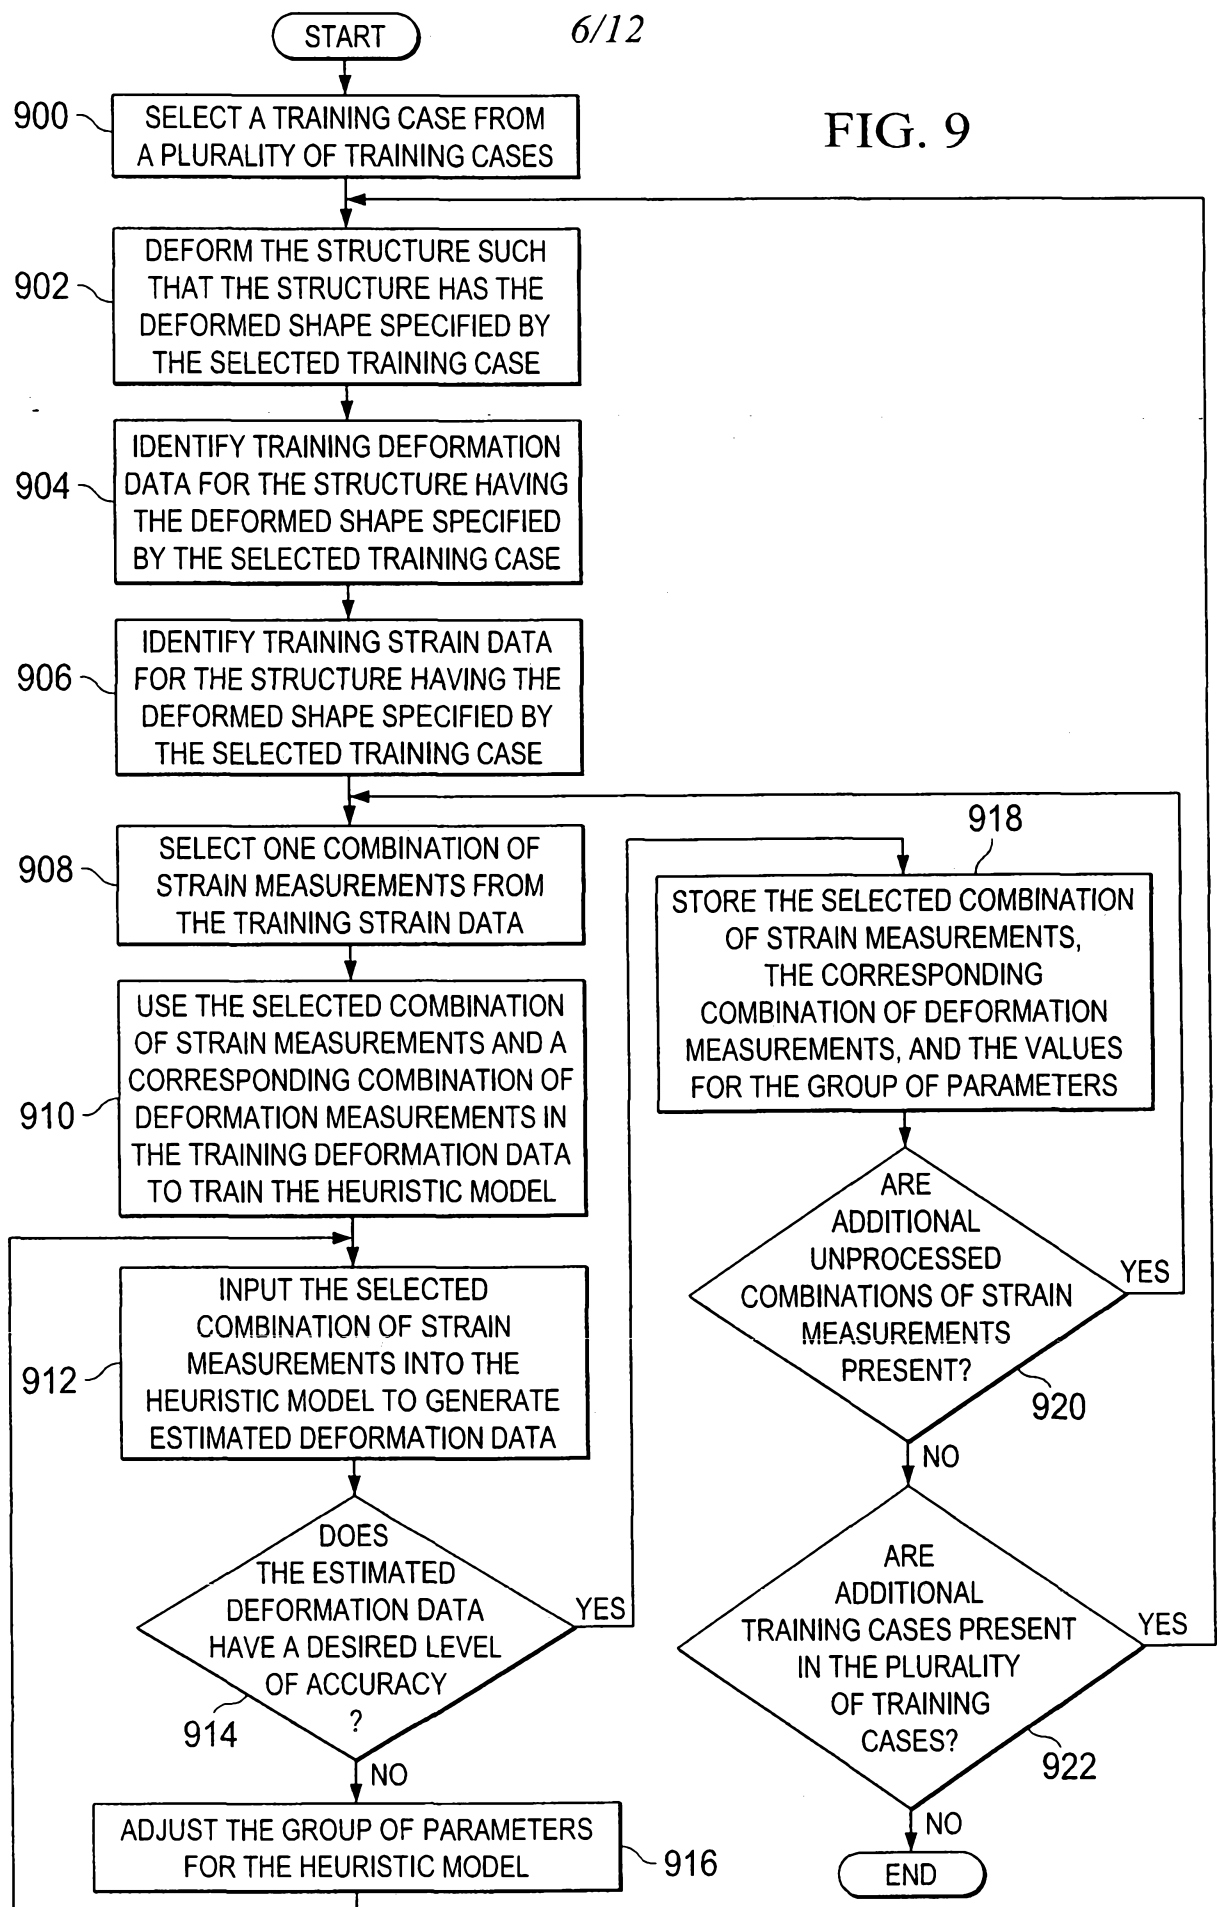 START
6/12
FIG. 9
900
SELECT A TRAINING CASE FROM
A PLURALITY OF TRAINING CASES
902
DEFORM THE STRUCTURE SUCH
THAT THE STRUCTURE HAS THE
DEFORMED SHAPE SPECIFIED BY
THE SELECTED TRAINING CASE
904
IDENTIFY TRAINING DEFORMATION
DATA FOR THE STRUCTURE HAVING
THE DEFORMED SHAPE SPECIFIED
BY THE SELECTED TRAINING CASE
906
IDENTIFY TRAINING STRAIN DATA
FOR THE STRUCTURE HAVING THE
DEFORMED SHAPE SPECIFIED BY
THE SELECTED TRAINING CASE
908
SELECT ONE COMBINATION OF
STRAIN MEASUREMENTS FROM
THE TRAINING STRAIN DATA
910
USE THE SELECTED COMBINATION
OF STRAIN MEASUREMENTS AND A
CORRESPONDING COMBINATION OF
DEFORMATION MEASUREMENTS IN
THE TRAINING DEFORMATION DATA
TO TRAIN THE HEURISTIC MODEL
912
INPUT THE SELECTED
COMBINATION OF STRAIN
MEASUREMENTS INTO THE
HEURISTIC MODEL TO GENERATE
ESTIMATED DEFORMATION DATA
DOES
THE ESTIMATED
DEFORMATION DATA
HAVE A DESIRED LEVEL
OF ACCURACY
?
914
YES
NO
ADJUST THE GROUP OF PARAMETERS
FOR THE HEURISTIC MODEL
916
918
STORE THE SELECTED COMBINATION
OF STRAIN MEASUREMENTS,
THE CORRESPONDING
COMBINATION OF DEFORMATION
MEASUREMENTS, AND THE VALUES
FOR THE GROUP OF PARAMETERS
ARE
ADDITIONAL
UNPROCESSED
COMBINATIONS OF STRAIN
MEASUREMENTS
PRESENT?
YES
920
NO
ARE
ADDITIONAL
TRAINING CASES PRESENT
IN THE PLURALITY
OF TRAINING
CASES?
YES
922
NO
END